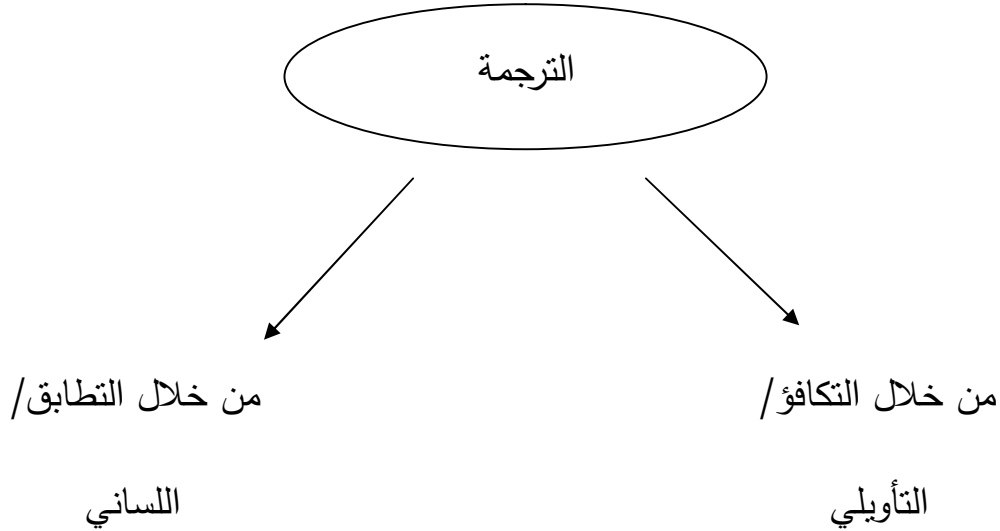 الترجمة
من خلال التكافؤ/
التأويلي
من خلال التطابق/
اللساني